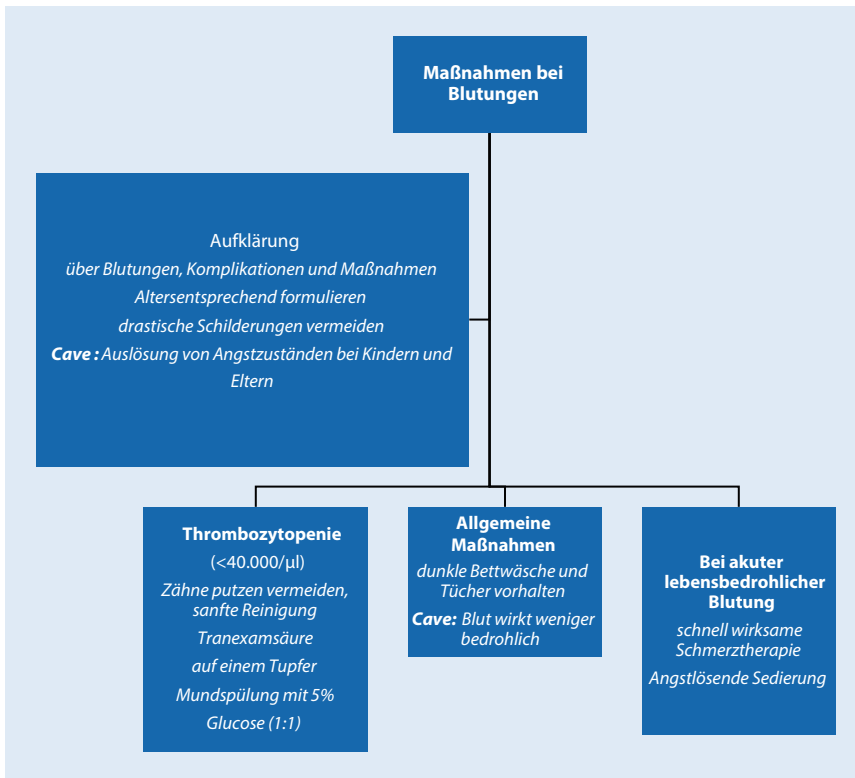 Maßnahmen bei
Blutungen
Aufklärung
über Blutungen, Komplikationen und Maßnahmen
Altersentsprechend formulieren
drastische Schilderungen vermeiden
Cave : Auslösung von Angstzuständen bei Kindern und
Eltern
Thrombozytopenie
(<40.000/µl)
Zähne putzen vermeiden,
sanfte Reinigung
Tranexamsäure
auf einem Tupfer
Mundspülung mit 5%
Glucose (1:1)
Allgemeine
Maßnahmen
dunkle Bettwäsche und
Tücher vorhalten
Cave: Blut wirkt weniger
bedrohlich
Bei akuter
lebensbedrohlicher
Blutung
schnell wirksame
Schmerztherapie
Angstlösende Sedierung